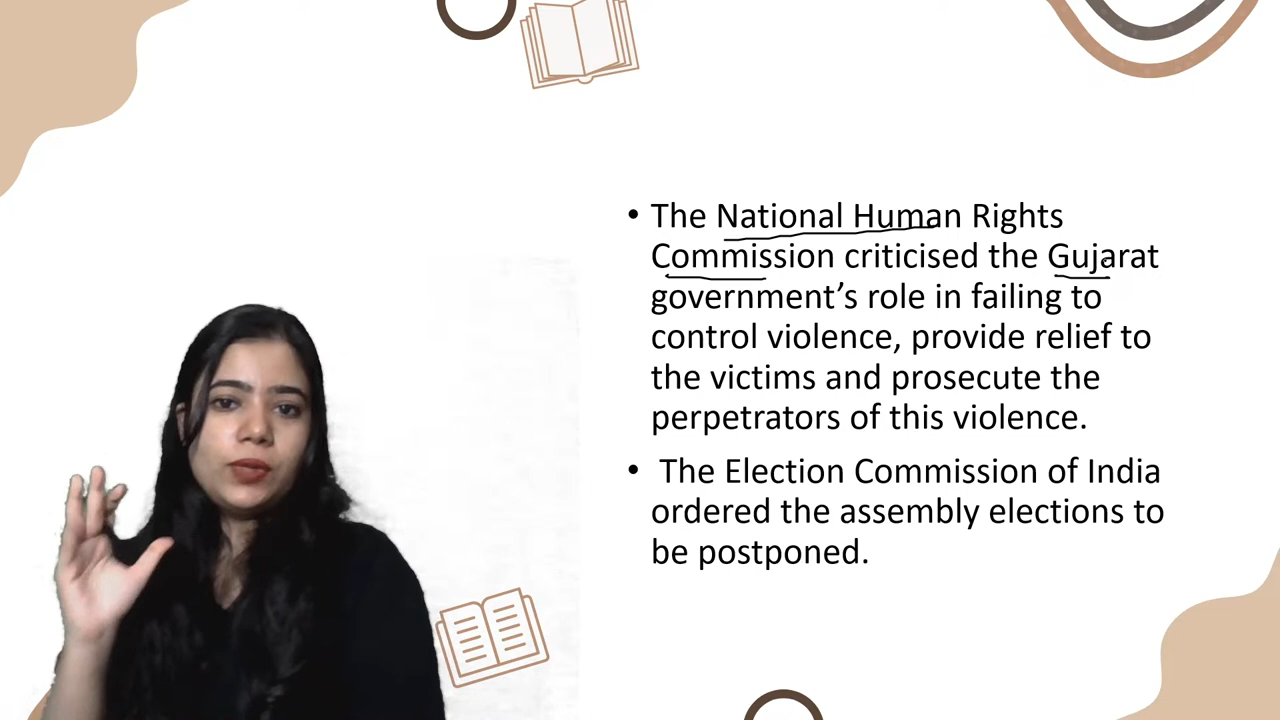 • The National Human Rights
Commission criticised the Gujarat
government’s role in failing to
control violence, provide relief to
the victims and prosecute the
perpetrators of this violence.
• The Election Commission of India
ordered the assembly elections to
be postponed.